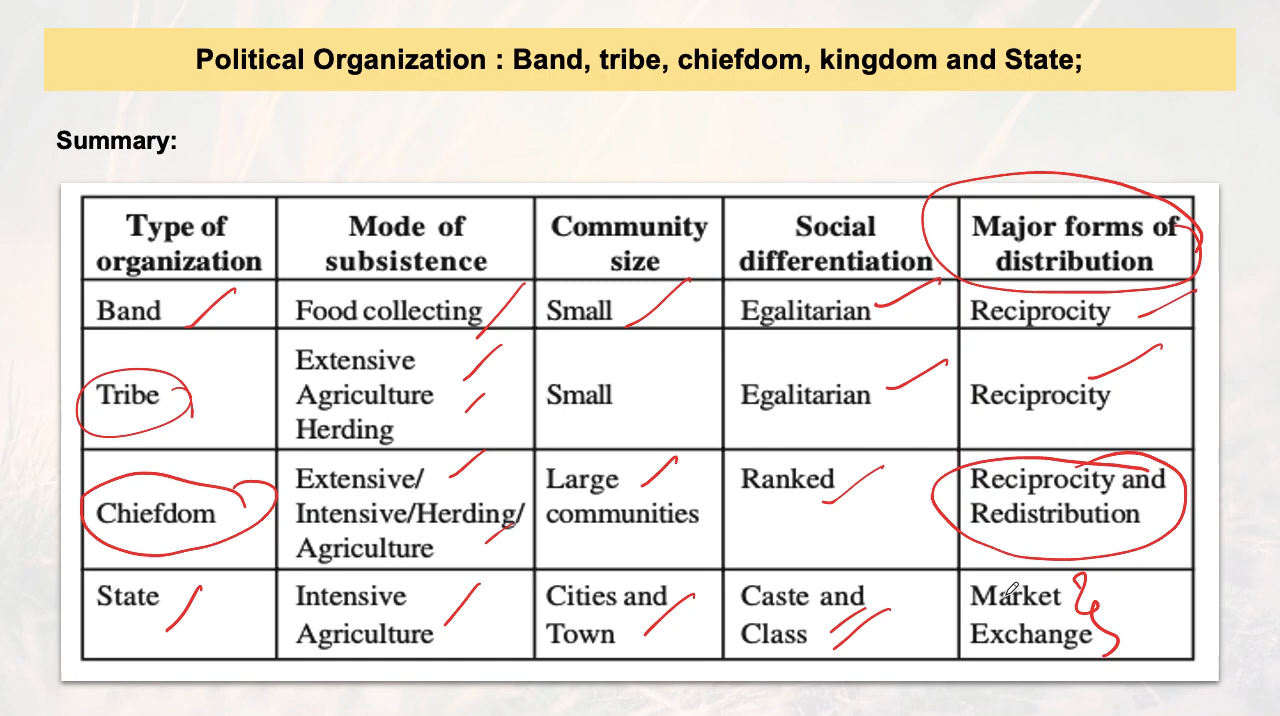 Political Organization : Band, tribe, chiefdom, kingdom and State;
Summary:
Type of organization | Mode of subsistence | Community size | Social differentiation | Major forms of distribution
Band | Food collecting | Small | Egalitarian | Reciprocity
Tribe | Extensive Agriculture Herding | Small | Egalitarian | Reciprocity
Chiefdom | Extensive/ Intensive/Herding/ Agriculture | Large communities | Ranked | Reciprocity and Redistribution
State | Intensive Agriculture | Cities and Town | Caste and Class | Market Exchange